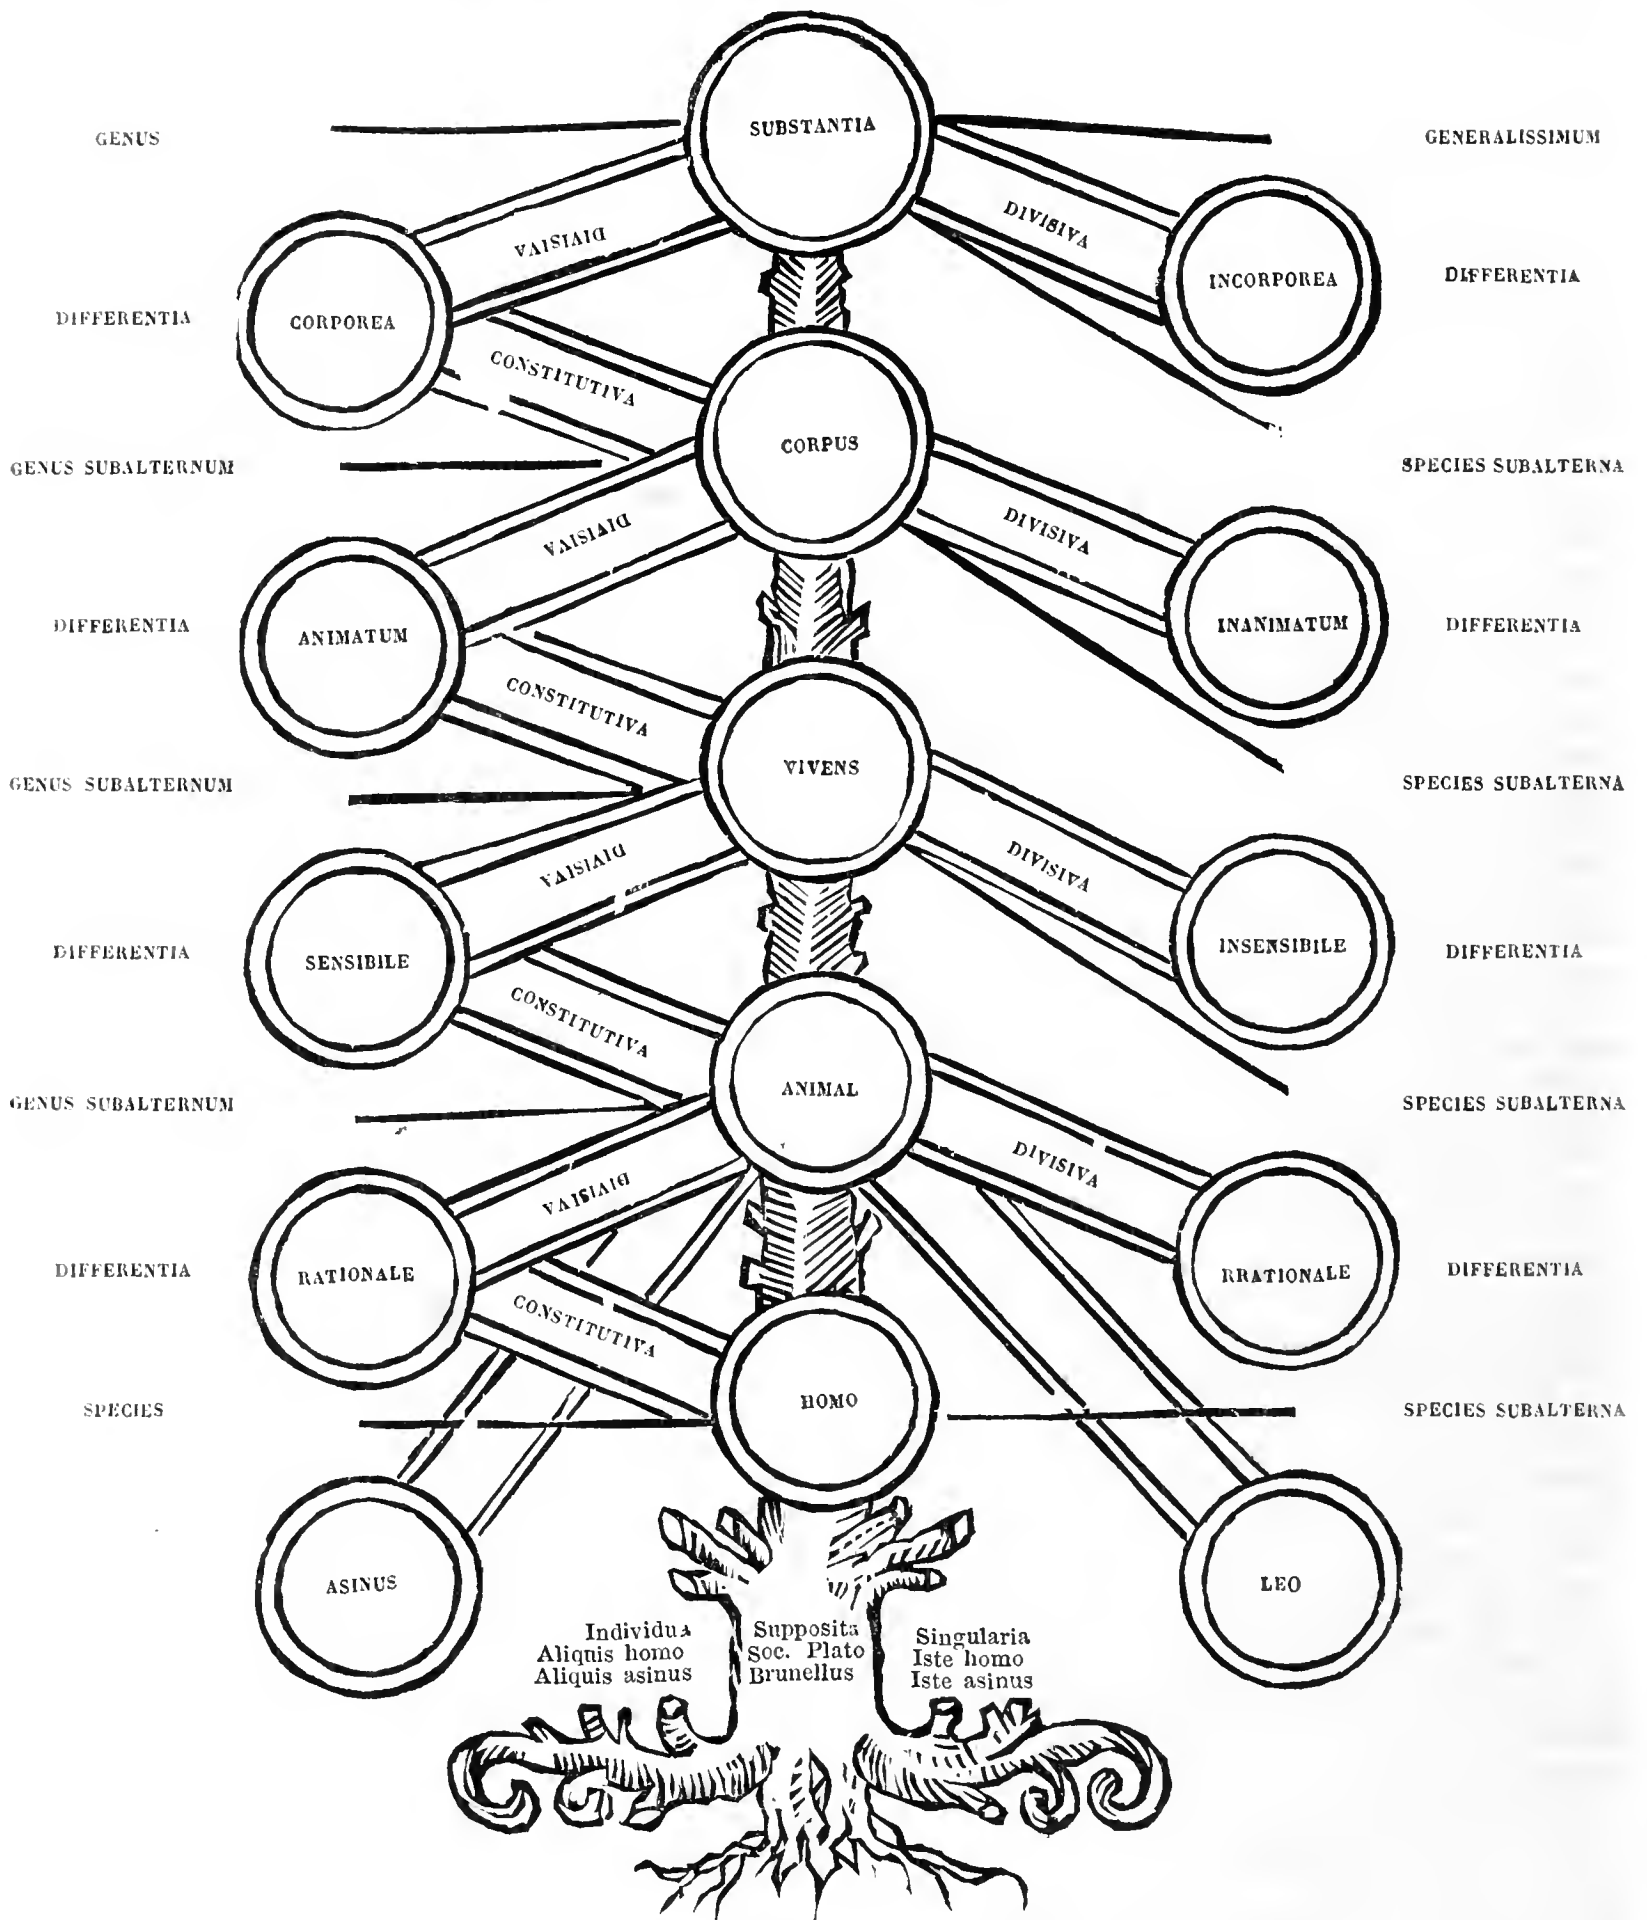 SUBSTANTIA
GENUS
GENERALISSIMUM
DIVISIVA
DIVISIVA
INCORPOREA
DIFFERENTIA
DIFFERENTIA
CORPOREA
CONSTITUTIVA
CORPUS
GENUS SUBALTERNUM
SPECIES SUBALTERNA
DIVISIVA
DIVISIVA
DIFFERENTIA
ANIMATUM
INANIMATUM
DIFFERENTIA
CONSTITUTIVA
VIVENS
GENUS SUBALTERNUM
SPECIES SUBALTERNA
DIVISIVA
DIVISIVA
DIFFERENTIA
SENSIBILE
INSENSIBILE
DIFFERENTIA
CONSTITUTIVA
ANIMAL
GENUS SUBALTERNUM
SPECIES SUBALTERNA
DIVISIVA
DIVISIVA
DIFFERENTIA
RATIONALE
RRATIONALE
DIFFERENTIA
CONSTITUTIVA
HOMO
SPECIES
SPECIES SUBALTERNA
ASINUS
LEO
Individua
Aliquis homo
Aliquis asinus
Supposita
Soc. Plato
Brunellus
Singularia
Iste homo
Iste asinus